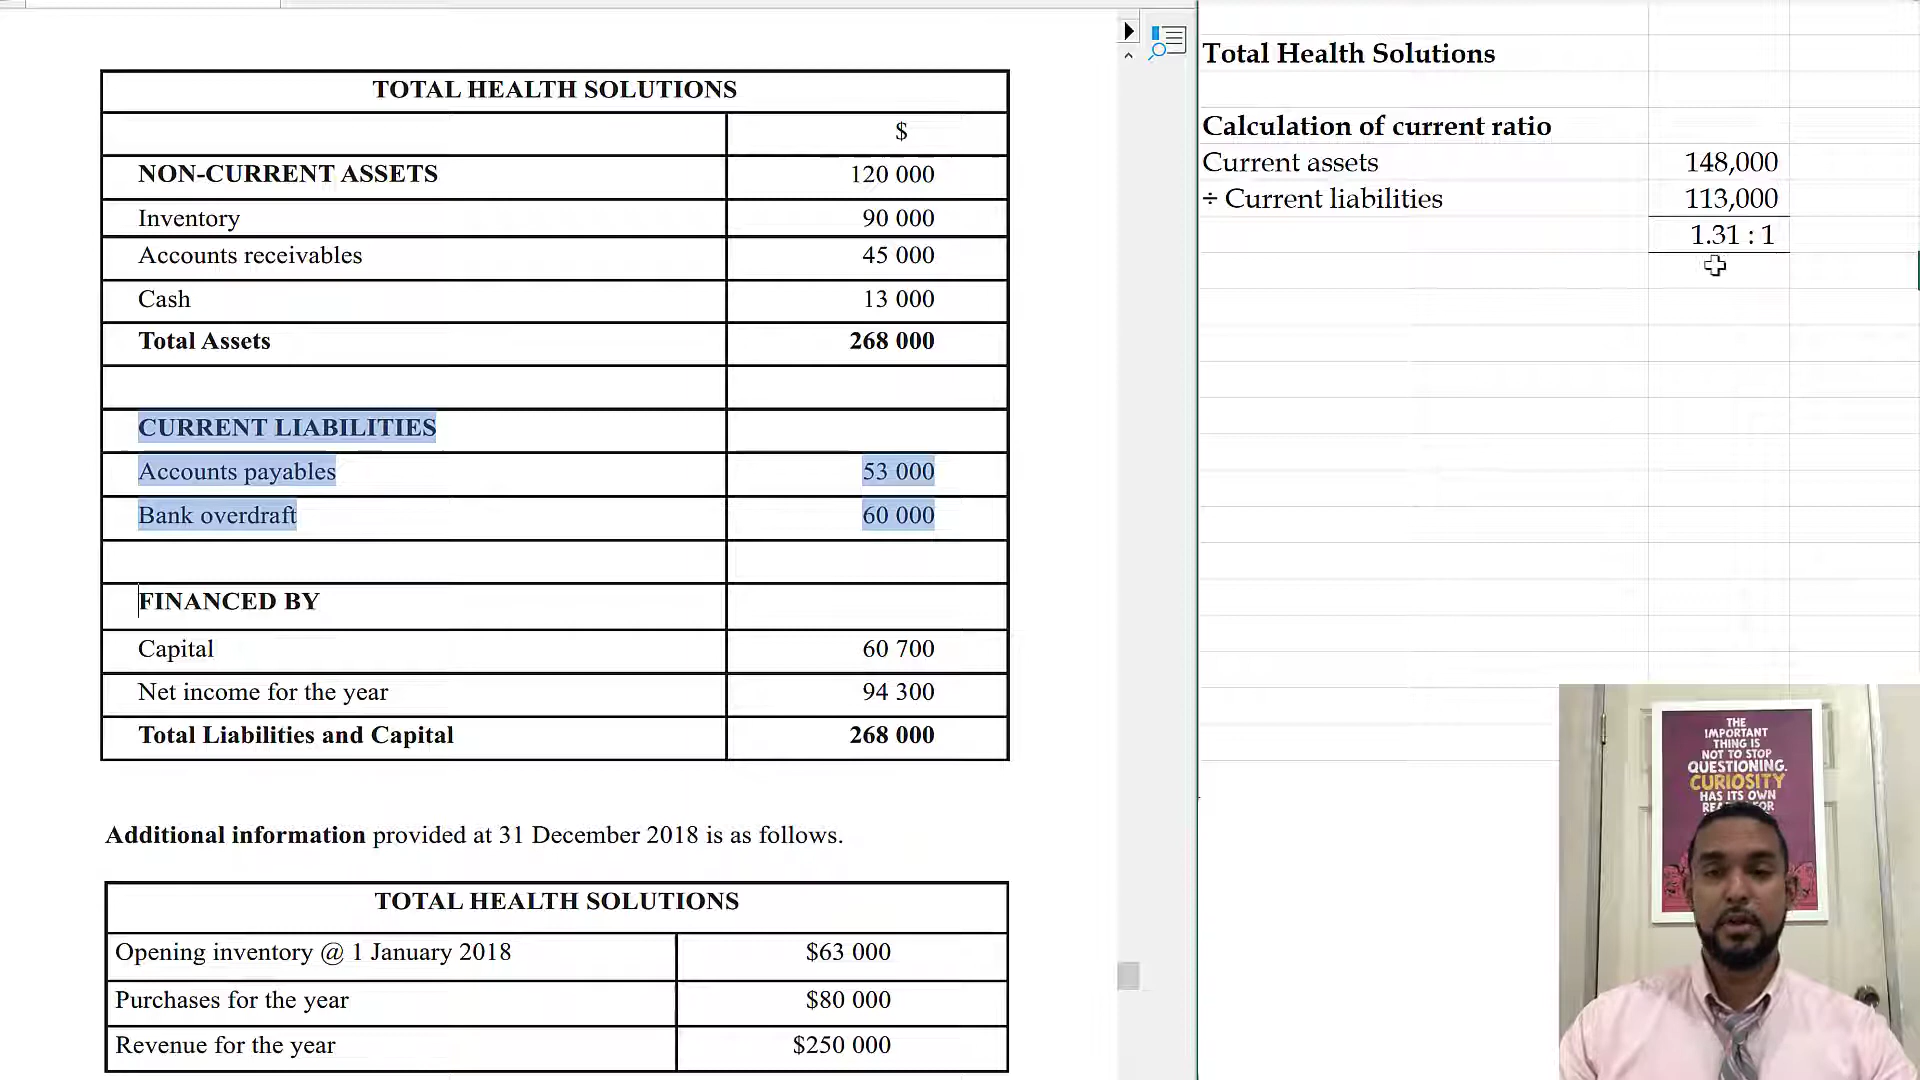 TOTAL HEALTH SOLUTIONS
$
NON-CURRENT ASSETS 120 000
Inventory 90 000
Accounts receivables 45 000
Cash 13 000
Total Assets 268 000
CURRENT LIABILITIES
Accounts payables 53 000
Bank overdraft 60 000
FINANCED BY
Capital 60 700
Net income for the year 94 300
Total Liabilities and Capital 268 000
Additional information provided at 31 December 2018 is as follows.
TOTAL HEALTH SOLUTIONS
Opening inventory @ 1 January 2018 $63 000
Purchases for the year $80 000
Revenue for the year $250 000
Total Health Solutions
Calculation of current ratio
Current assets 148,000
÷ Current liabilities 113,000
1.31 : 1
THE
IMPORTANT
THING IS
NOT TO STOP
QUESTIONING.
CURIOSITY
HAS ITS OWN
FOR